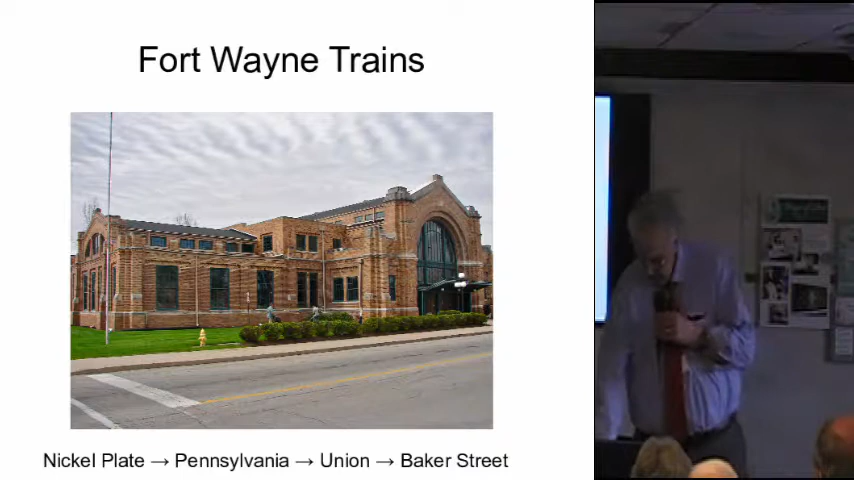 Fort Wayne Trains
Nickel Plate → Pennsylvania → Union → Baker Street